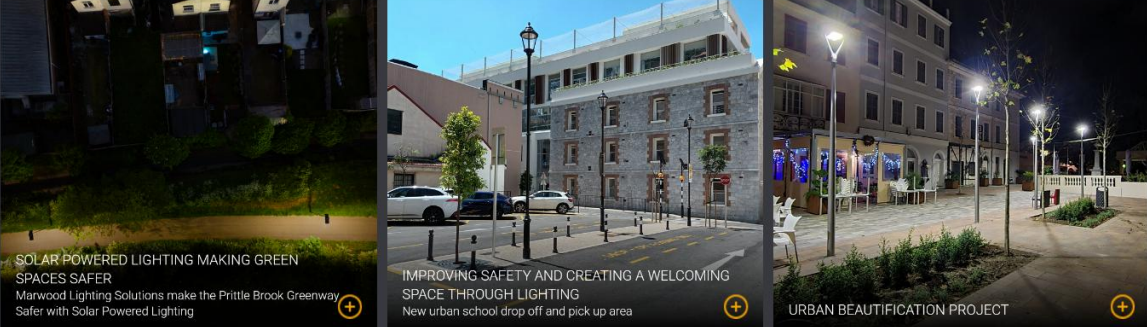 SOLAR POWERED LIGHTING MAKING GREEN
SPACES SAFER
Marwood Lighting Solutions make the Prittle Brook Greenway
Safer with Solar Powered Lighting
IMPROVING SAFETY AND CREATING A WELCOMING
SPACE THROUGH LIGHTING
New urban school drop off and pick up area
URBAN BEAUTIFICATION PROJECT